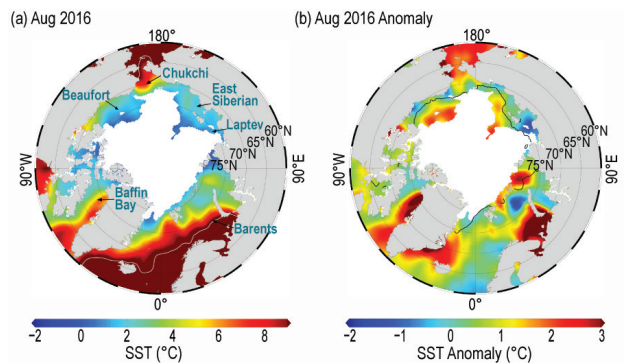 (a) Aug 2016
180°
Chukchi
Beaufort
East
Siberian
Laptev
60°N
65°N
70°N
75°N
90°W
90°E
Baffin
Bay
Barents
0°
−2 0 2 4 6 8
SST (°C)
(b) Aug 2016 Anomaly
180°
60°N
65°N
70°N
75°N
90°W
90°E
0°
−2 −1 0 1 2 3
SST Anomaly (°C)